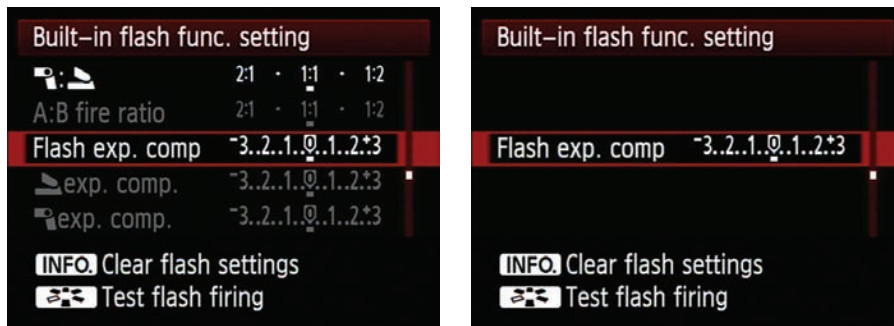 Built-in flash func. setting
: 2:1 · 1:1 · 1:2
A:B fire ratio 2:1 · 1:1 · 1:2
Flash exp. comp -3..2..1..0..1..2.+3
exp. comp. -3..2..1..0..1..2.+3
exp. comp. -3..2..1..0..1..2.+3
INFO. Clear flash settings
Test flash firing
Built-in flash func. setting
Flash exp. comp -3..2..1..0..1..2.+3
INFO. Clear flash settings
Test flash firing